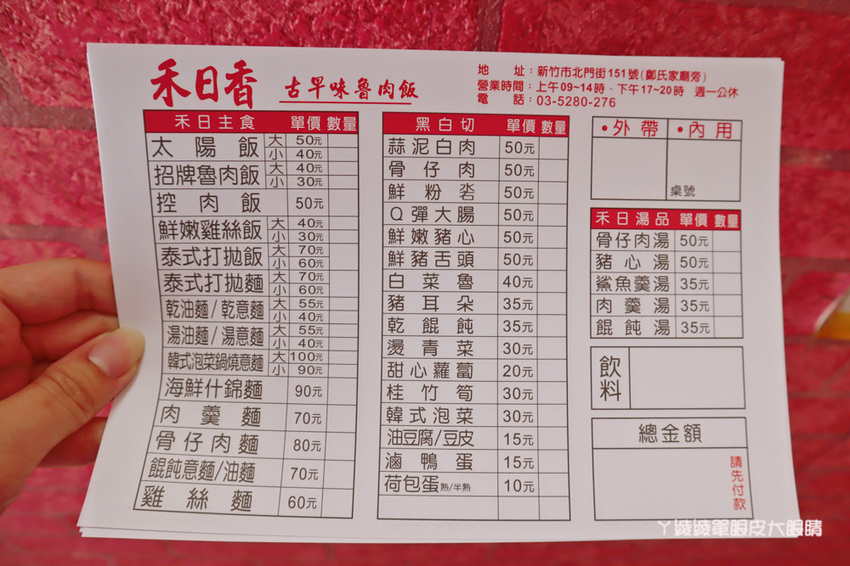 禾日香 古早味魯肉飯
地 址：新竹市北門街151號(鄭氏家廟旁)
營業時間：上午09~14時、下午17~20時 週一公休
電 話：03-5280-276
禾日主食 單價 數量
太陽飯 大 50元
小 40元
招牌魯肉飯 大 40元
小 30元
控肉飯 50元
鮮嫩雞絲飯 大 40元
小 30元
泰式打拋飯 大 70元
小 60元
泰式打拋麵 大 70元
小 60元
乾油麵/乾意麵 大 55元
小 40元
湯油麵/湯意麵 大 55元
小 40元
韓式泡菜鍋燒意麵 大 100元
小 90元
海鮮什錦麵 90元
肉羹麵 70元
骨仔肉麵 80元
餛飩意麵/油麵 70元
雞絲麵 60元
黑白切 單價 數量
蒜泥白肉 50元
骨仔肉 50元
鮮粉 50元
Q彈大腸 50元
鮮嫩豬心 50元
鮮豬舌頭 50元
白菜魯 40元
豬耳朵 35元
乾餛飩 35元
燙青菜 30元
甜心蘿蔔 20元
桂竹筍 30元
韓式泡菜 30元
油豆腐/豆皮 15元
滷鴨蛋 15元
荷包蛋熟/半熟 10元
•外帶 •內用
桌號
禾日湯品 單價 數量
骨仔肉湯 50元
豬心湯 50元
鯊魚羹湯 35元
肉羹湯 35元
餛飩湯 35元
飲料
總金額
請先付款
ㄚ曉曉單眼皮大眼睛